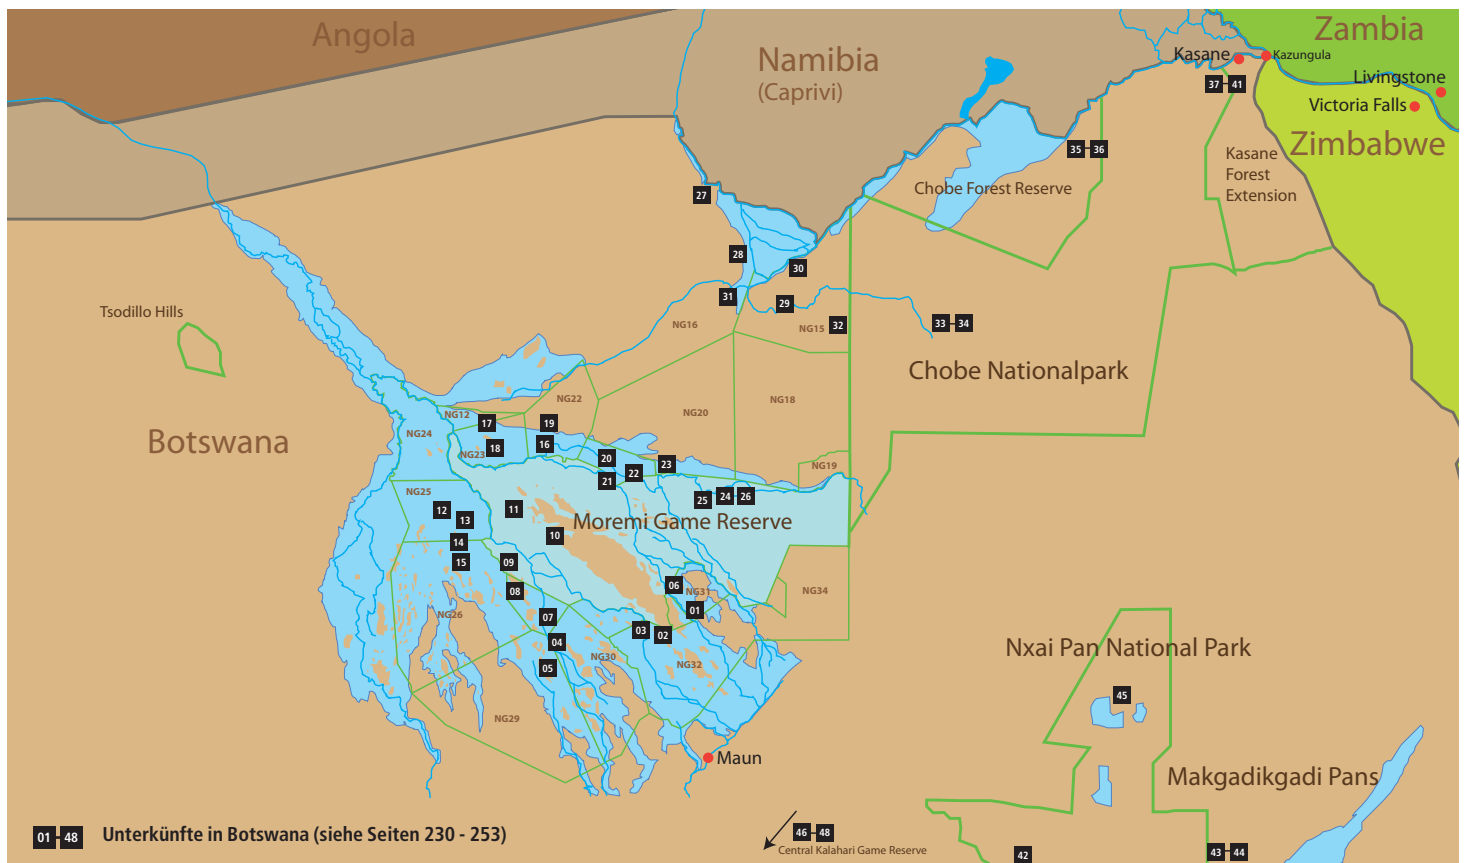 Angola
Namibia
(Caprivi)
Zambia
Kasane
Kazungula
Livingstone
Victoria Falls
37 - 41
Zimbabwe
35 - 36
Kasane
Forest
Extension
Chobe Forest Reserve
27
28
30
31
29
Tsodillo Hills
NG16
NG15
32
33 - 34
Chobe Nationalpark
NG22
NG20
NG18
NG12
17
19
Botswana
NG24
18
16
NG23
20
23
22
NG19
21
NG25
25
24
26
12
11
13
Moremi Game Reserve
14
10
15
09
08
06
NG31
NG34
01
NG26
07
03
02
04
05
NG30
NG32
Nxai Pan National Park
45
NG29
Maun
Makgadikgadi Pans
01 - 48
Unterkünfte in Botswana (siehe Seiten 230 - 253)
46 - 48
Central Kalahari Game Reserve
42
43 - 44